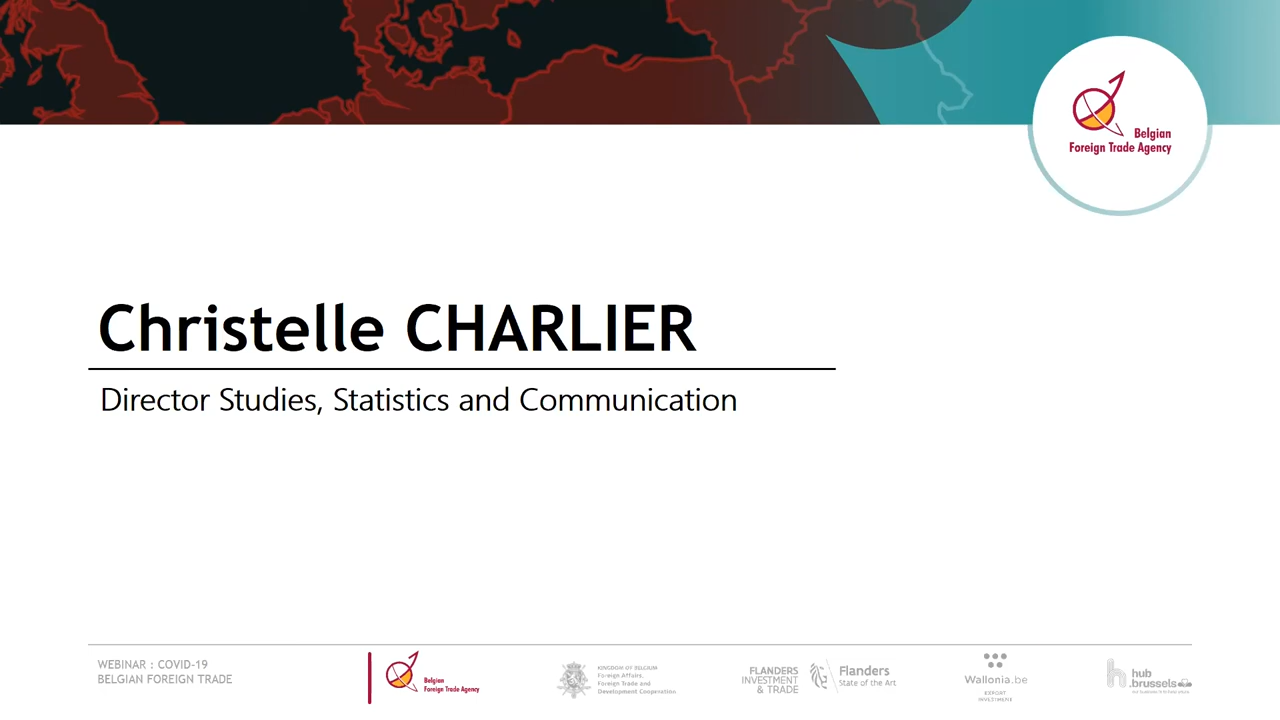 Belgian
Foreign Trade Agency
Christelle CHARLIER
Director Studies, Statistics and Communication
WEBINAR : COVID-19
BELGIAN FOREIGN TRADE
Belgian
Foreign Trade Agency
KINGDOM OF BELGIUM
Foreign Affairs,
Foreign Trade and
Development Cooperation
FLANDERS
INVESTMENT
& TRADE
Flanders
State of the Art
Wallonia.be
EXPORT
INVESTMENT
hub
.brussels